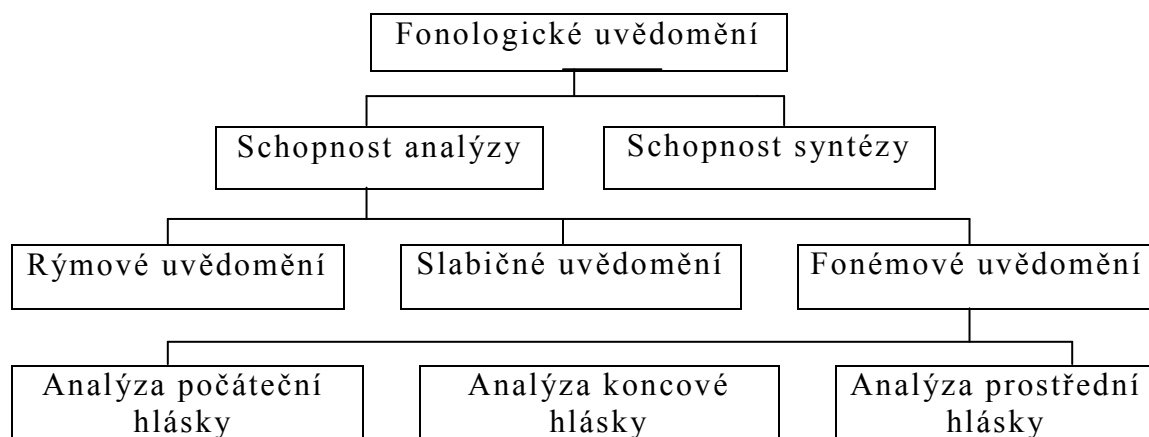 Fonologické uvědomění
Schopnost analýzy
Schopnost syntézy
Rýmové uvědomění
Slabičné uvědomění
Fonémové uvědomění
Analýza počáteční
hlásky
Analýza koncové
hlásky
Analýza prostřední
hlásky